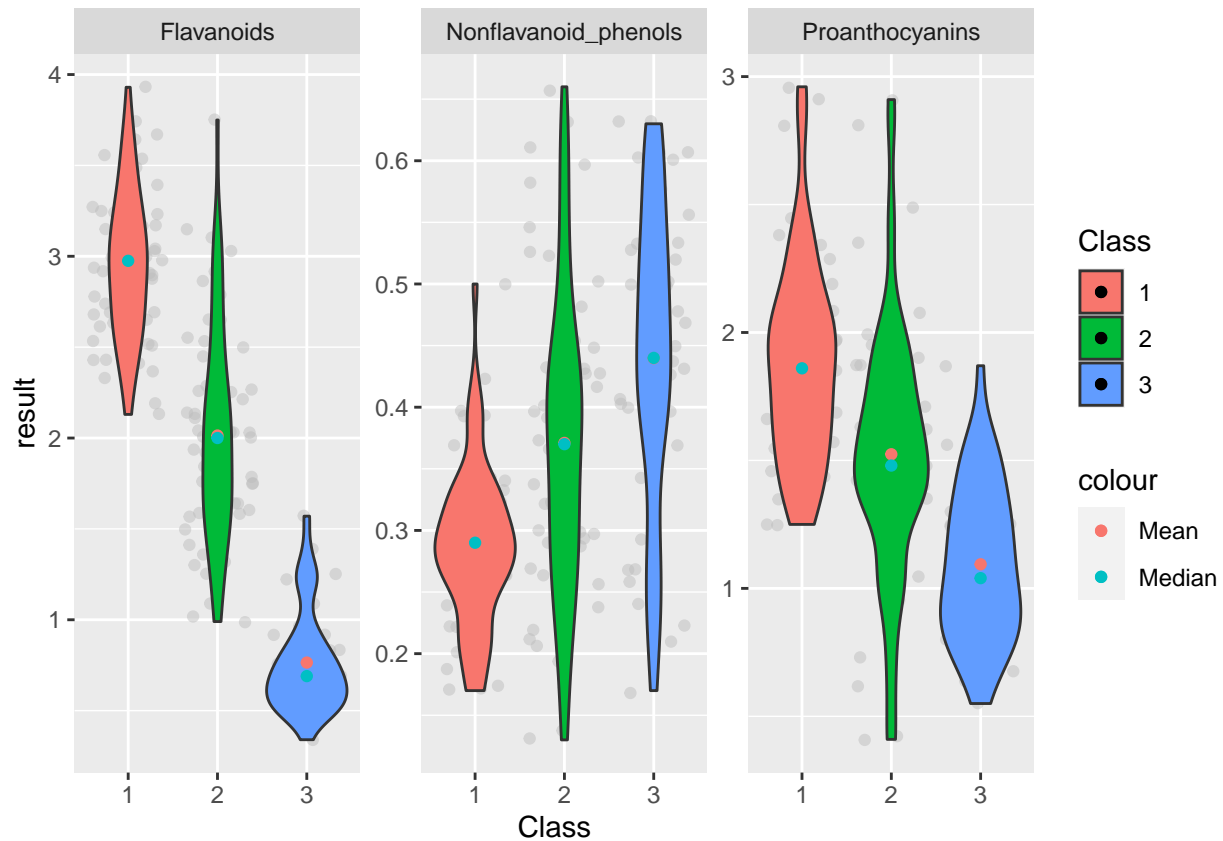 Flavanoids
Nonflavanoid_phenols
Proanthocyanins
result
4
3
2
1
0.6
0.5
0.4
0.3
0.2
3
2
1
1 2 3
1 2 3
1 2 3
Class
Class
1
2
3
colour
Mean
Median